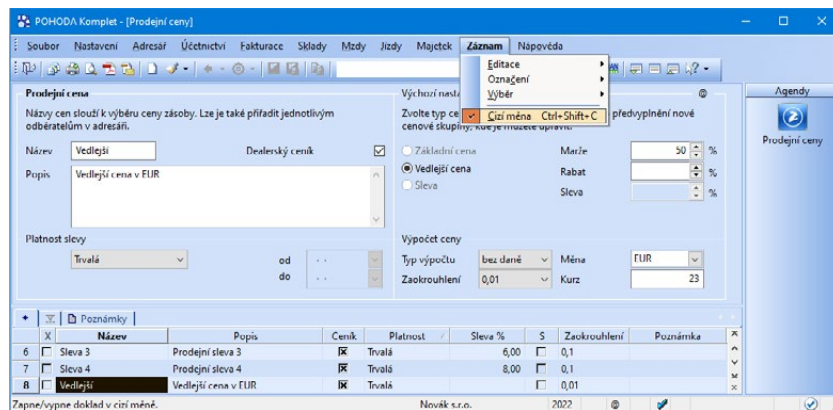 POHODA Komplet - [Prodejní ceny]
Soubor Nastavení Adresář Účetnictví Fakturace Sklady Mzdy Jízdy Majetek Záznam Nápověda
Editace
Označení
Výběr
Cizí měna Ctrl+Shift+C
Prodejní cena
Názvy cen slouží k výběru ceny zásoby. Lze je také přiřadit jednotlivým
odběratelům v adresáři.
Název Vedlejší Dealerský ceník
Popis Vedlejší cena v EUR
Platnost slevy
Trvalá od
do
Výchozí
Zvolte typ předvyplnění nové
cenové skupiny, kde je můžete upravit.
Základní cena Marže 50 %
Vedlejší cena Rabat %
Sleva Sleva %
Výpočet ceny
Typ výpočtu bez daně Měna EUR
Zaokrouhlení 0,01 Kurz 23
Agendy
Prodejní ceny
Poznámky
X Název Popis Ceník Platnost Sleva % S Zaokrouhlení Poznámka
6 Sleva 3 Prodejní sleva 3 Trvalá 6,00 0,1
7 Sleva 4 Prodejní sleva 4 Trvalá 8,00 0,1
8 Vedlejší Vedlejší cena v EUR Trvalá 0,01
Zapne/vypne doklad v cizí měně. Novák s.r.o. 2022 @